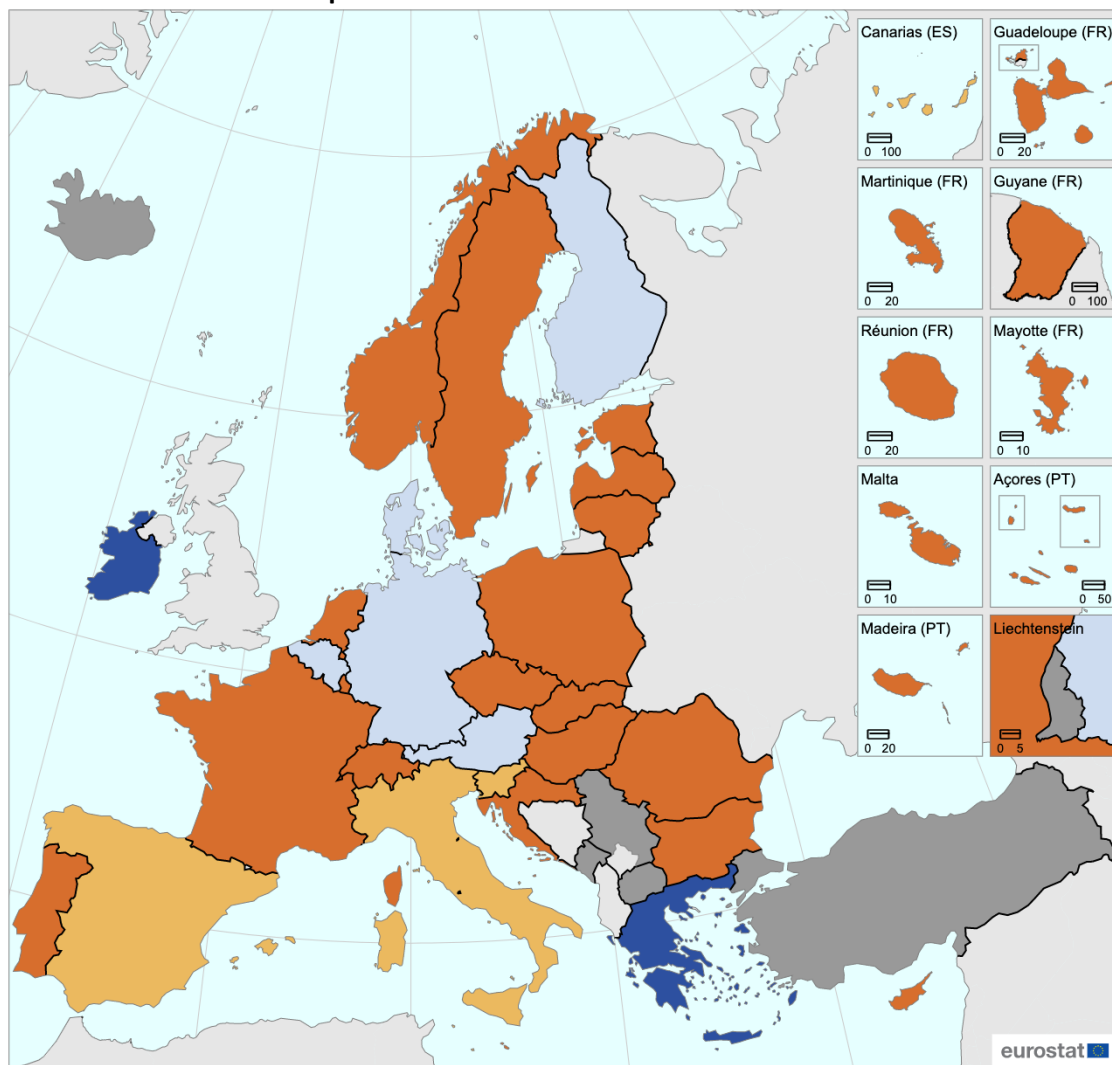 Canarias (ES)
0 100
Guadeloupe (FR)
0 20
Martinique (FR)
0 20
Guyane (FR)
0 100
Réunion (FR)
0 20
Mayotte (FR)
0 10
Malta
0 10
Açores (PT)
0 50
Madeira (PT)
0 20
Liechtenstein
0 5
eurostat